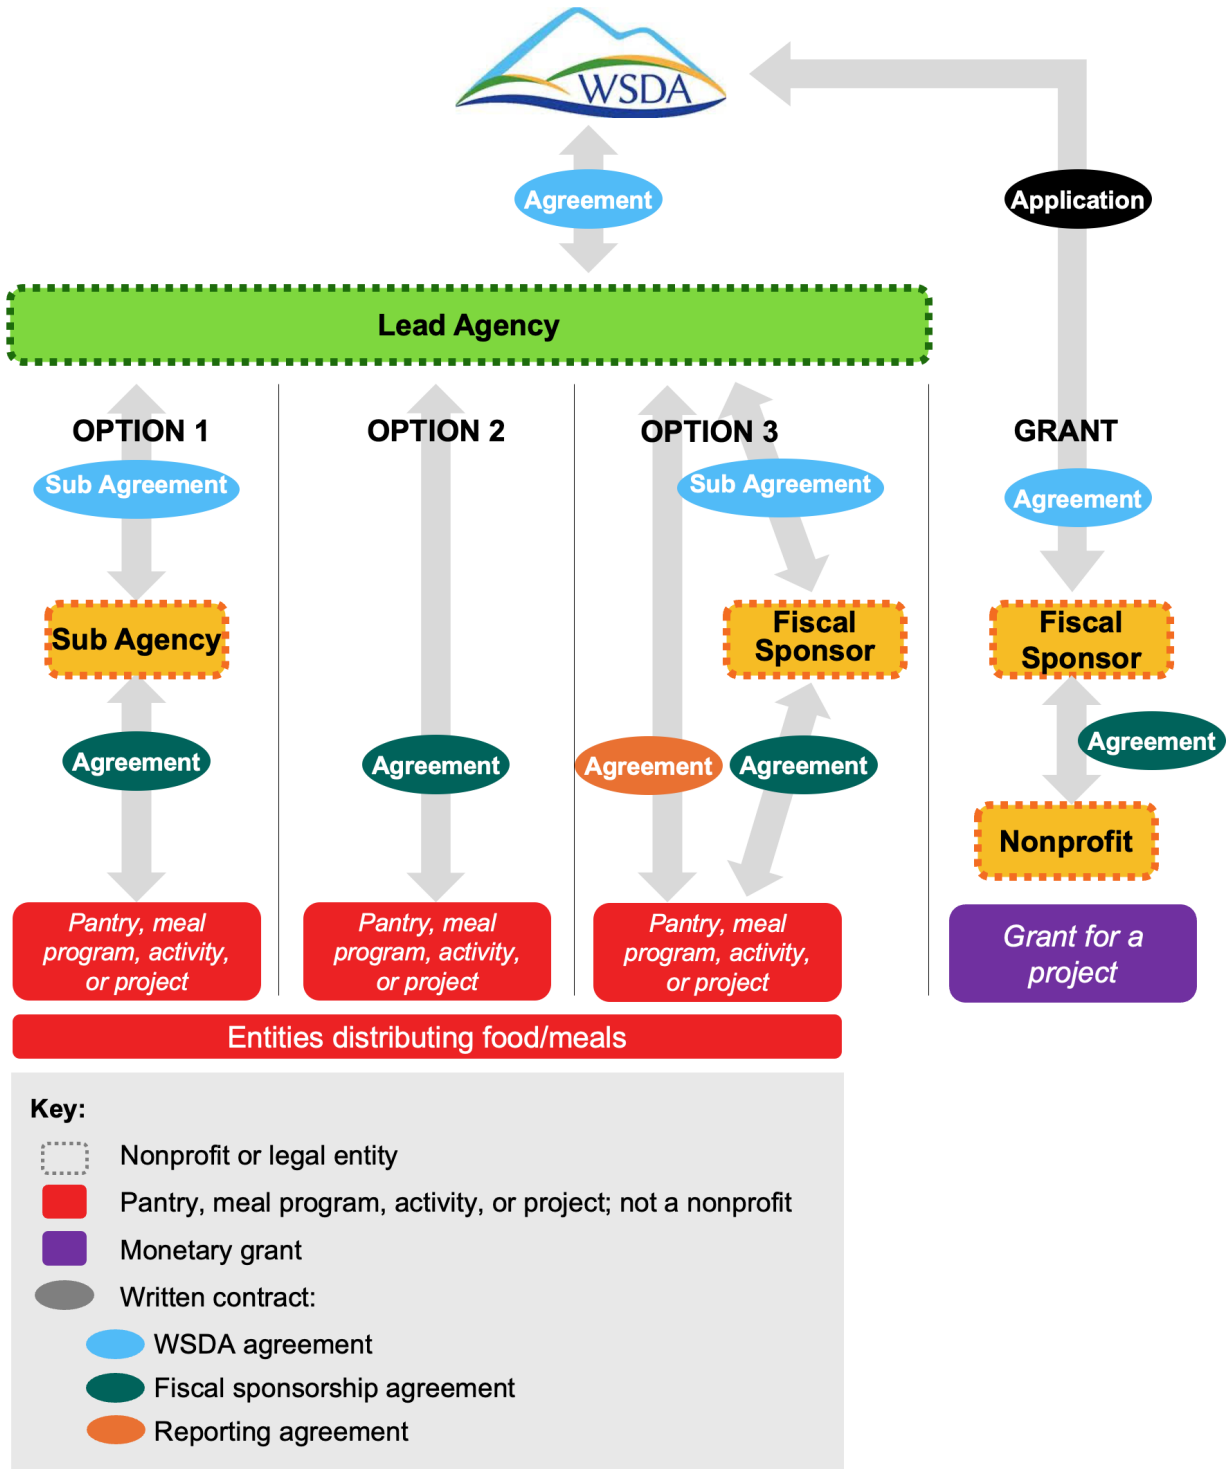 WSDA
Agreement
Application
Lead Agency
OPTION 1
OPTION 2
OPTION 3
GRANT
Sub Agreement
Sub Agreement
Agreement
Sub Agency
Fiscal
Sponsor
Fiscal
Sponsor
Agreement
Agreement
Agreement
Agreement
Agreement
Nonprofit
Pantry, meal
program, activity,
or project
Pantry, meal
program, activity,
or project
Pantry, meal
program, activity,
or project
Grant for a
project
Entities distributing food/meals
Key:
Nonprofit or legal entity
Pantry, meal program, activity, or project; not a nonprofit
Monetary grant
Written contract:
WSDA agreement
Fiscal sponsorship agreement
Reporting agreement